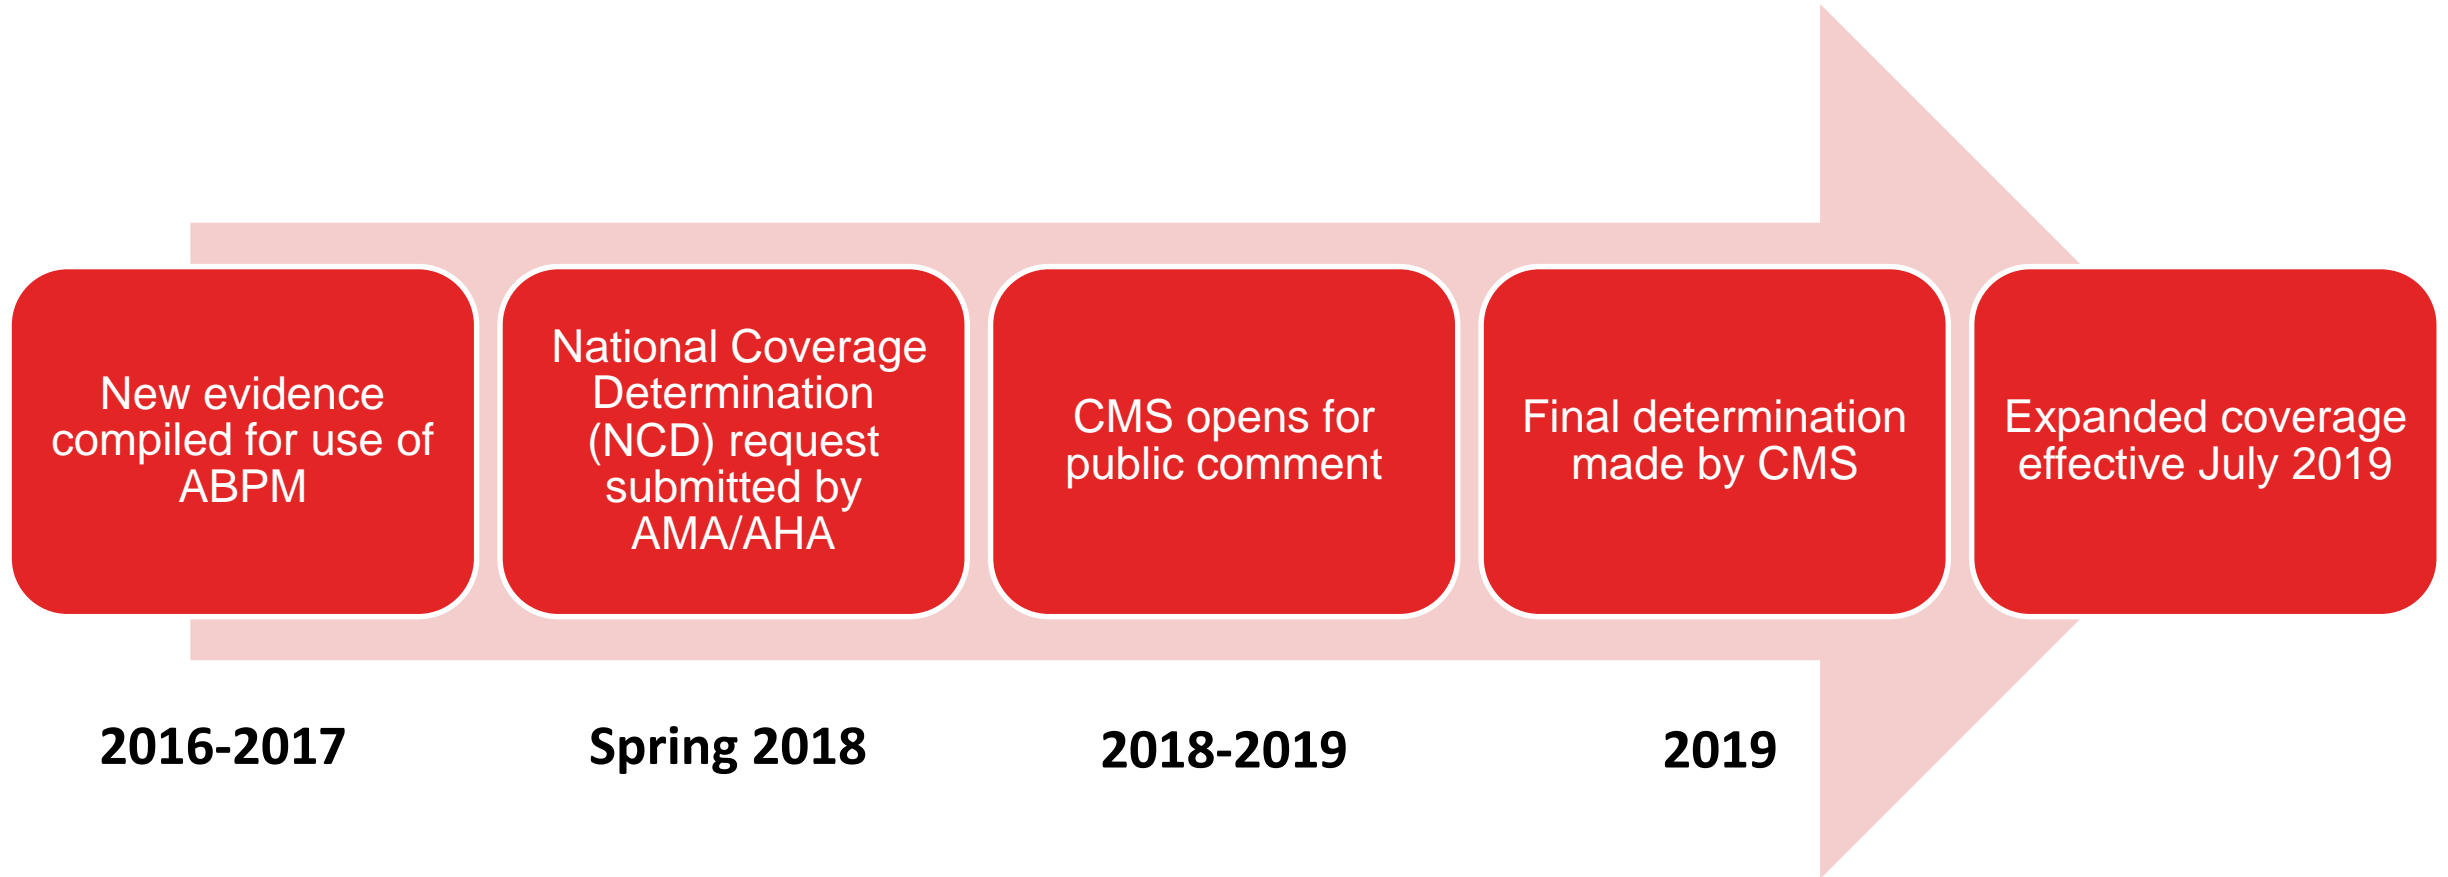 New evidence
compiled for use of
ABPM
National Coverage
Determination
(NCD) request
submitted by
AMA/AHA
CMS opens for
public comment
Final determination
made by CMS
Expanded coverage
effective July 2019
2016-2017
Spring 2018
2018-2019
2019